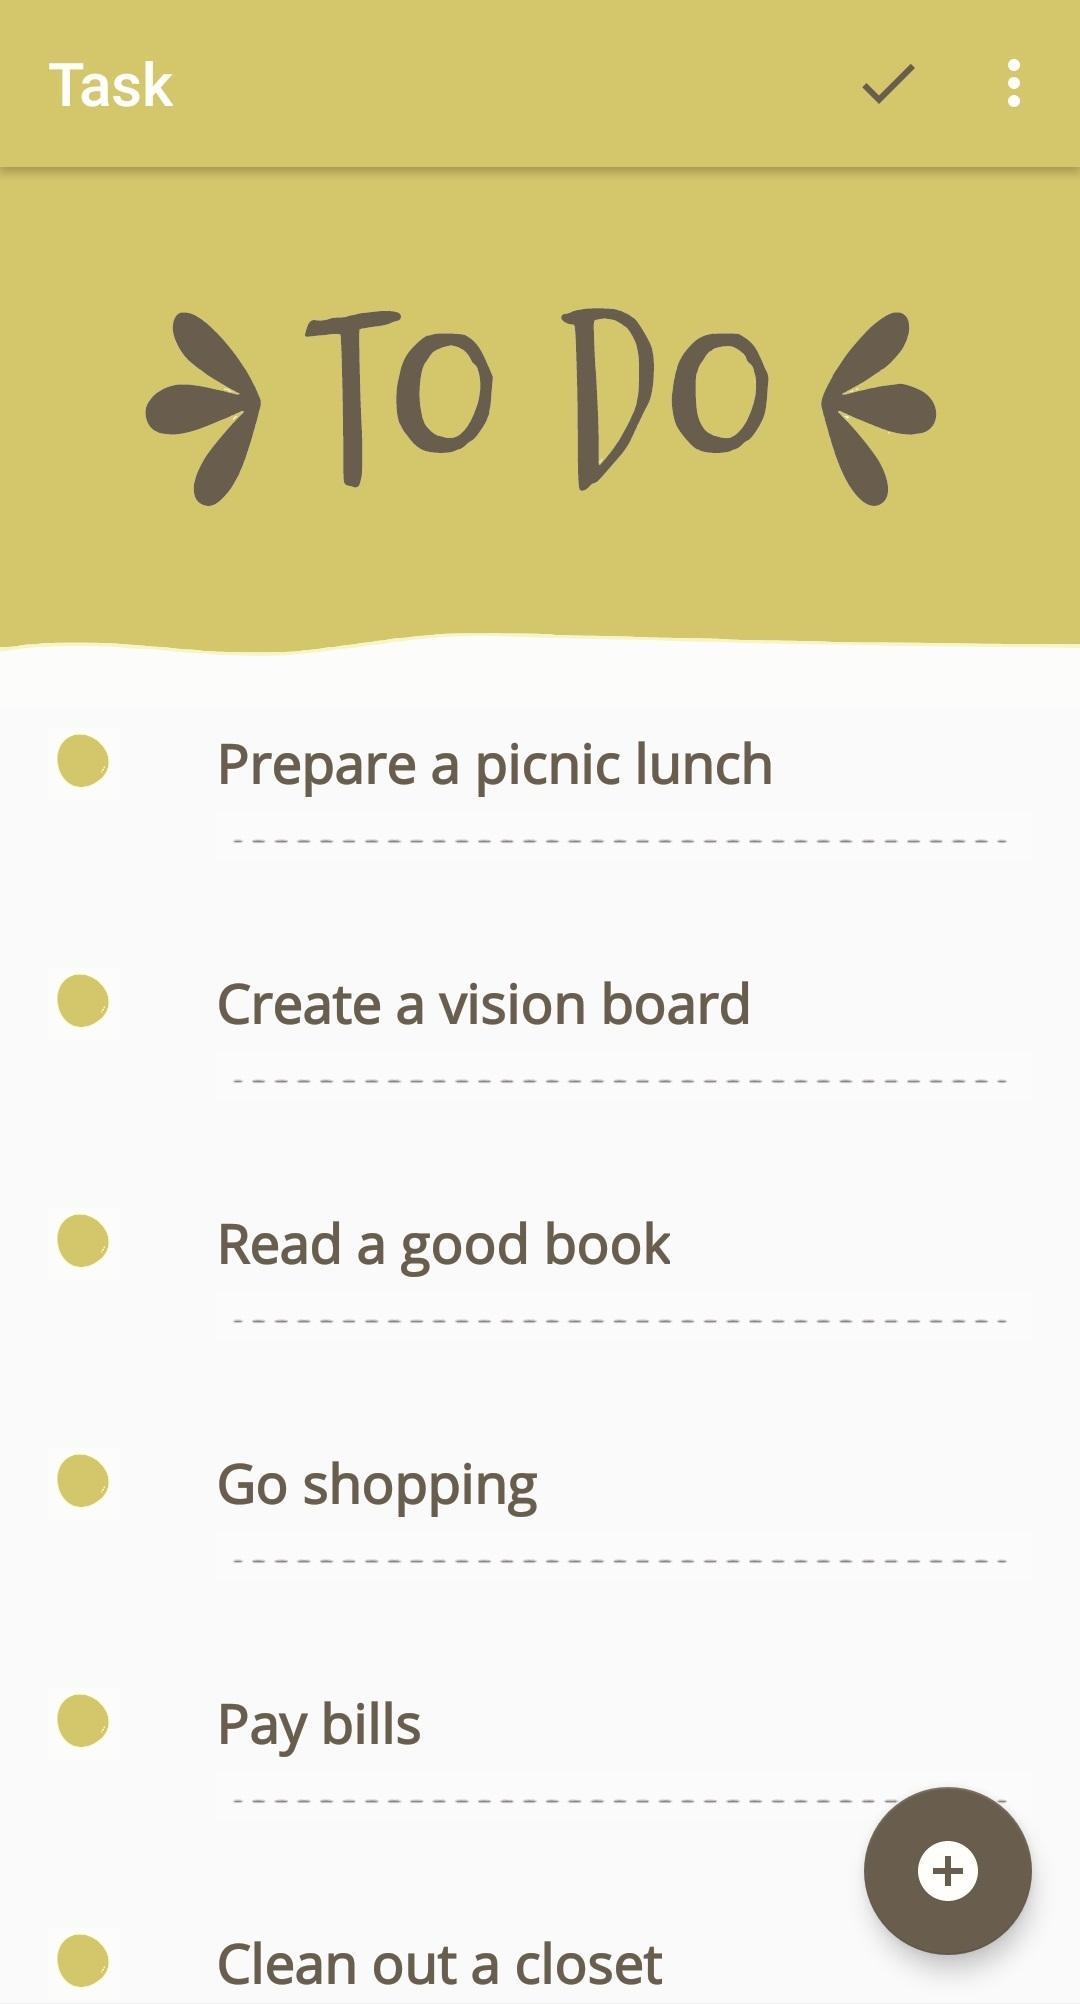 Task
TO DO
Prepare a picnic lunch
Create a vision board
Read a good book
Go shopping
Pay bills
Clean out a closet